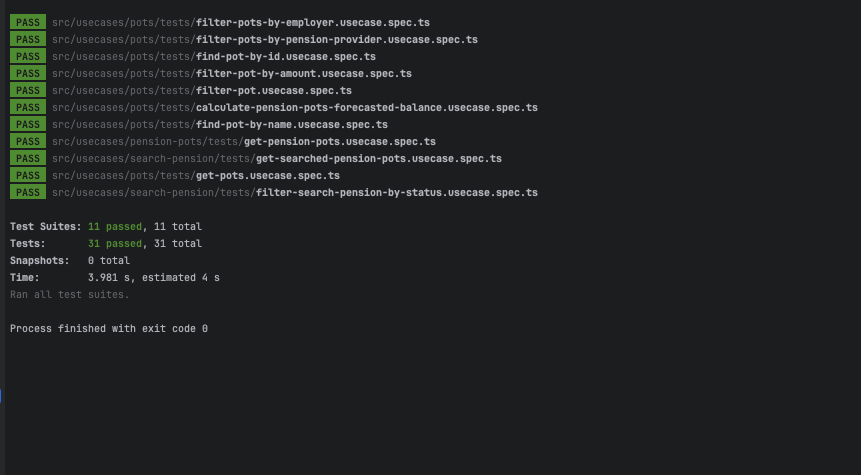 PASS src/usecases/pots/tests/filter-pots-by-employer.usecase.spec.ts
PASS src/usecases/pots/tests/filter-pots-by-pension-provider.usecase.spec.ts
PASS src/usecases/pots/tests/find-pot-by-id.usecase.spec.ts
PASS src/usecases/pots/tests/filter-pot-by-amount.usecase.spec.ts
PASS src/usecases/pots/tests/filter-pot.usecase.spec.ts
PASS src/usecases/pots/tests/calculate-pension-pots-forecasted-balance.usecase.spec.ts
PASS src/usecases/pots/tests/find-pot-by-name.usecase.spec.ts
PASS src/usecases/pension-pots/tests/get-pension-pots.usecase.spec.ts
PASS src/usecases/search-pension/tests/get-searched-pension-pots.usecase.spec.ts
PASS src/usecases/pots/tests/get-pots.usecase.spec.ts
PASS src/usecases/search-pension/tests/filter-search-pension-by-status.usecase.spec.ts
Test Suites: 11 passed, 11 total
Tests: 31 passed, 31 total
Snapshots: 0 total
Time: 3.981 s, estimated 4 s
Ran all test suites.
Process finished with exit code 0